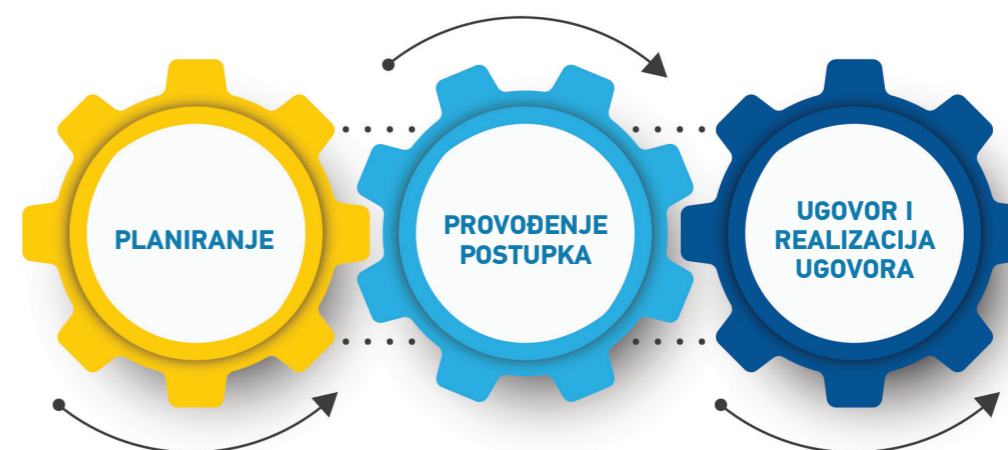 PLANIRANJE
PROVOĐENJE
POSTUPKA
UGOVOR I
REALIZACIJA
UGOVORA